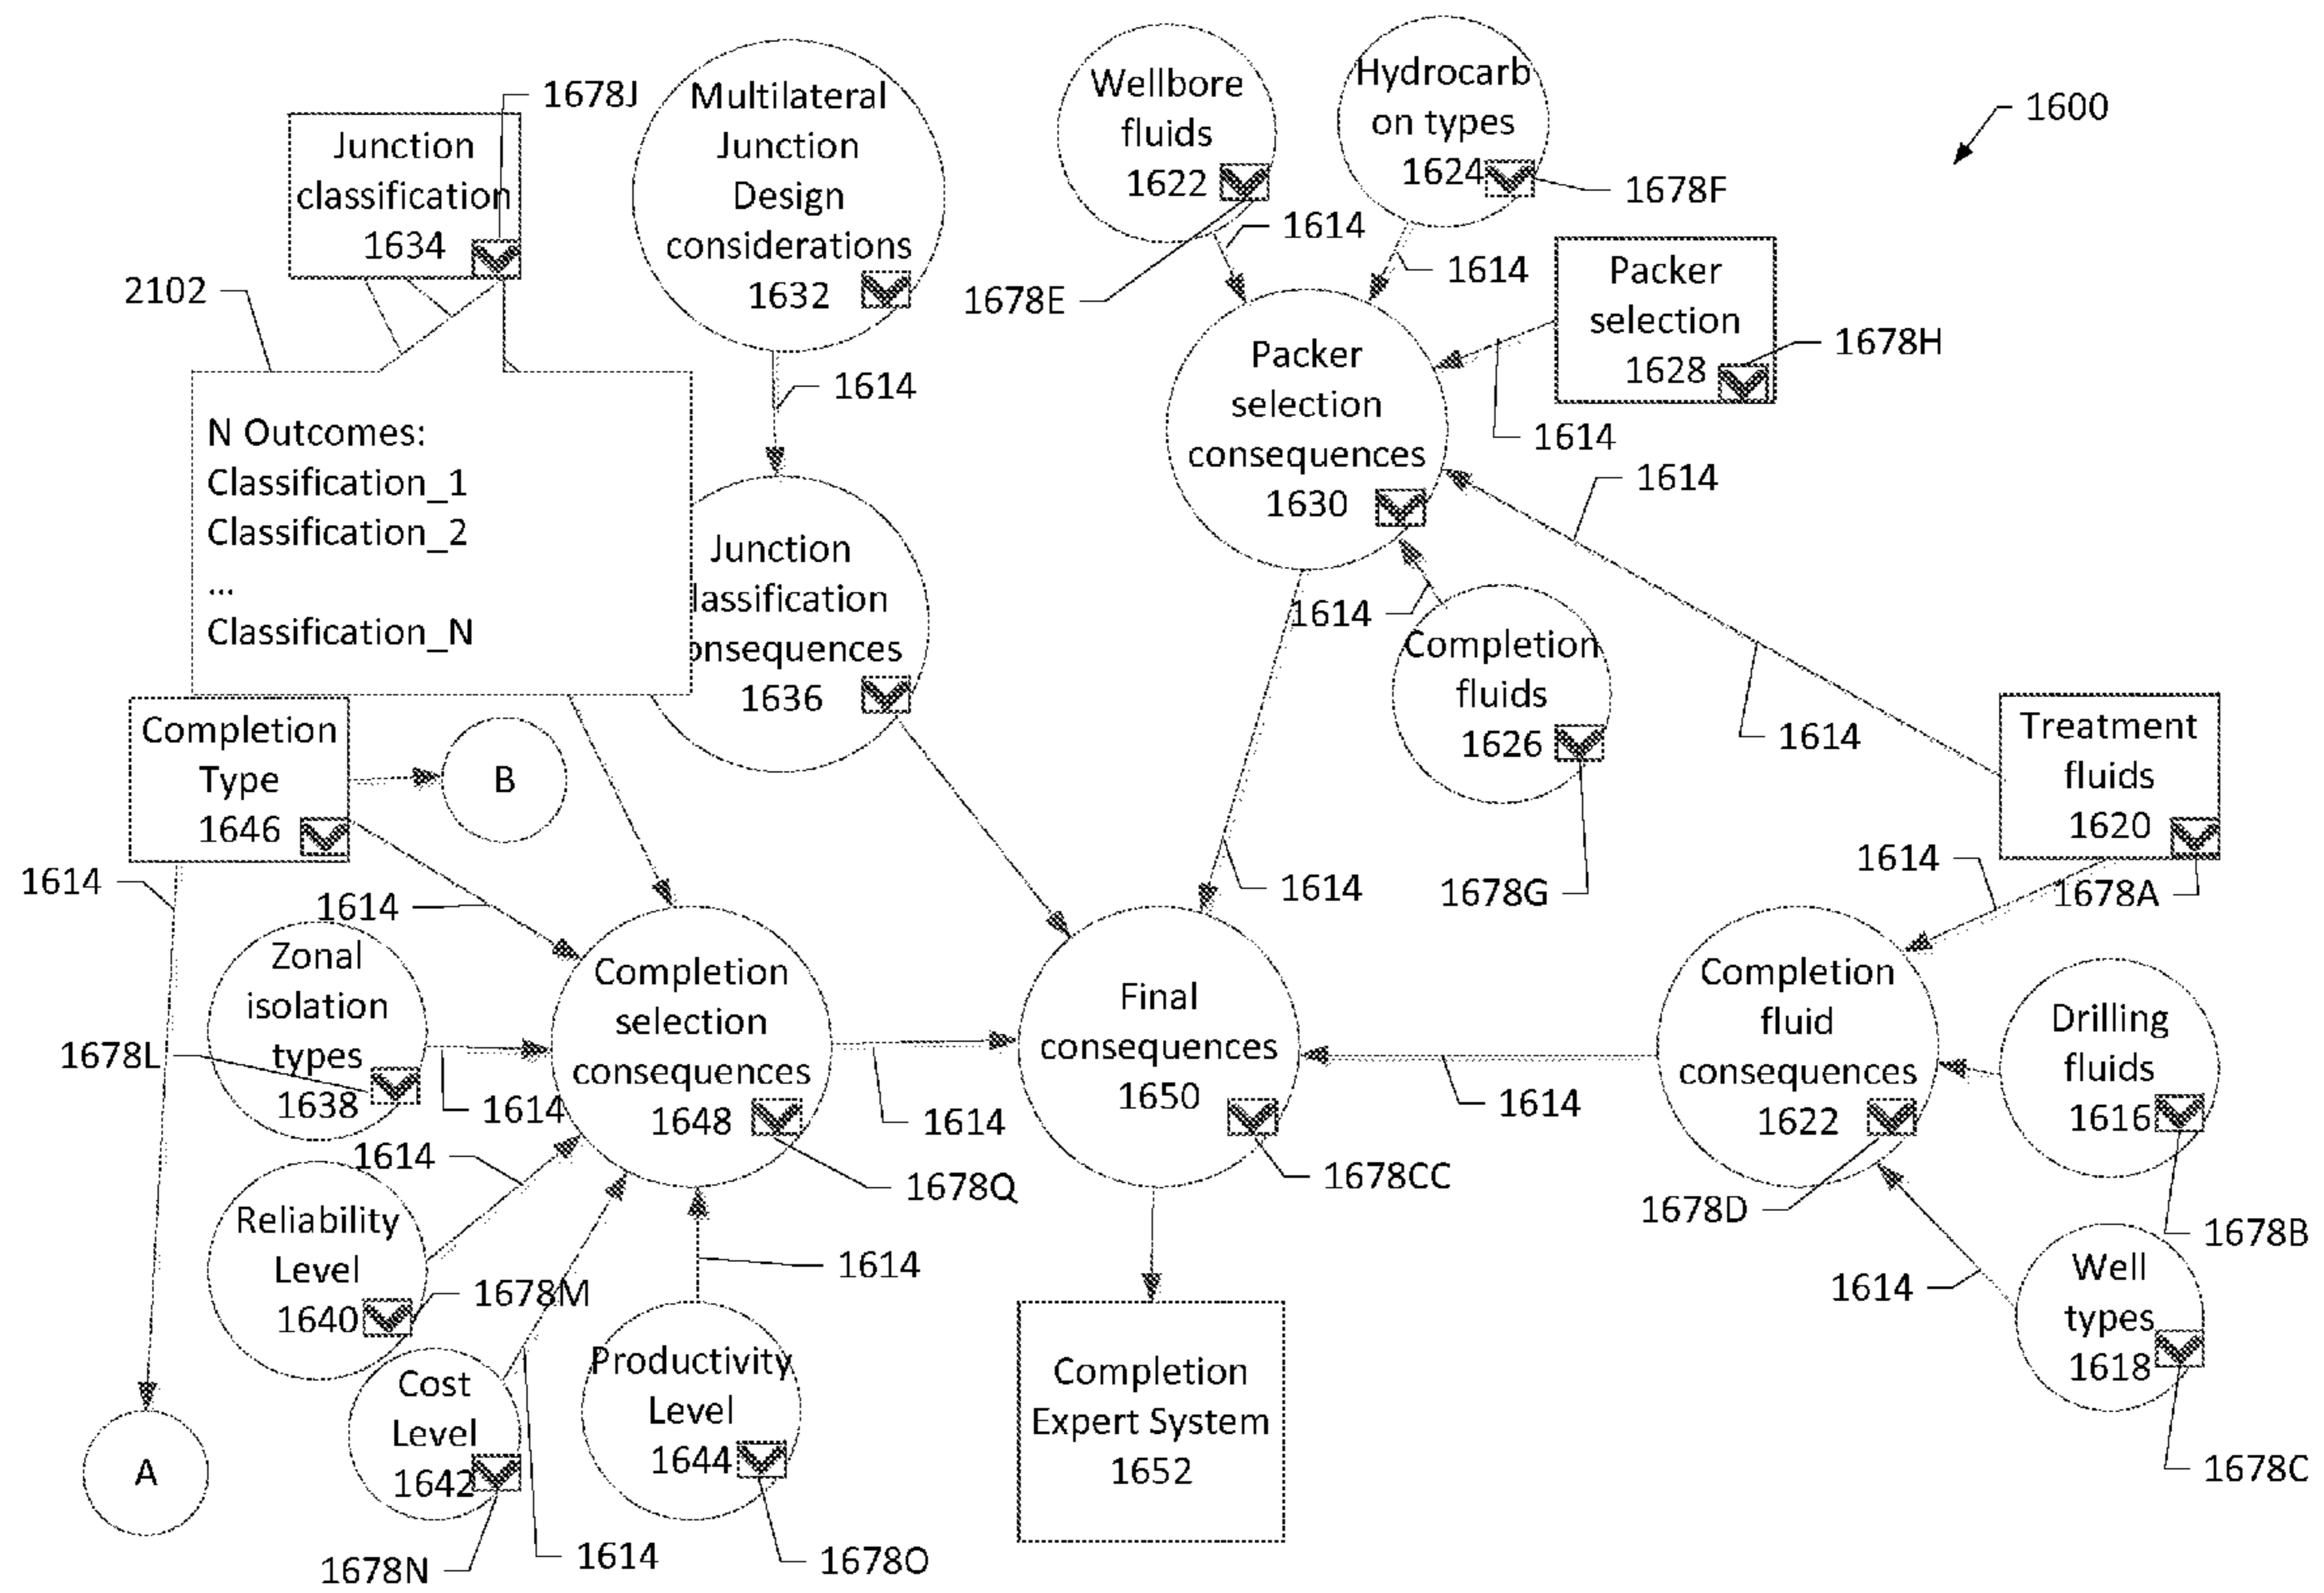 1678J
Junction
classification
1634
Multilateral
Junction
Design
considerations
1632
Wellbore
fluids
1622
Hydrocarb
on types
1624
1678F
1600
1614
1614
1678E
Packer
selection
1628
1678H
2102
1614
N Outcomes:
Classification_1
Classification_2
...
Classification_N
Junction
lassification
onsequences
1636
Packer
selection
consequences
1630
1614
1614
1614
Completion
fluids
1626
1678G
1614
Treatment
fluids
1620
1678A
1614
Completion
Type
1646
B
1614
1614
1614
Zonal
isolation
types
1638
1678L
1614
Completion
selection
consequences
1648
1678Q
1614
Final
consequences
1650
1678CC
1614
Completion
fluid
consequences
1622
1678D
Drilling
fluids
1616
1678B
1614
Well
types
1618
1678C
1614
Reliability
Level
1640
1678M
1614
Cost
Level
1642
1678N
1614
Productivity
Level
1644
1678O
Completion
Expert System
1652
A